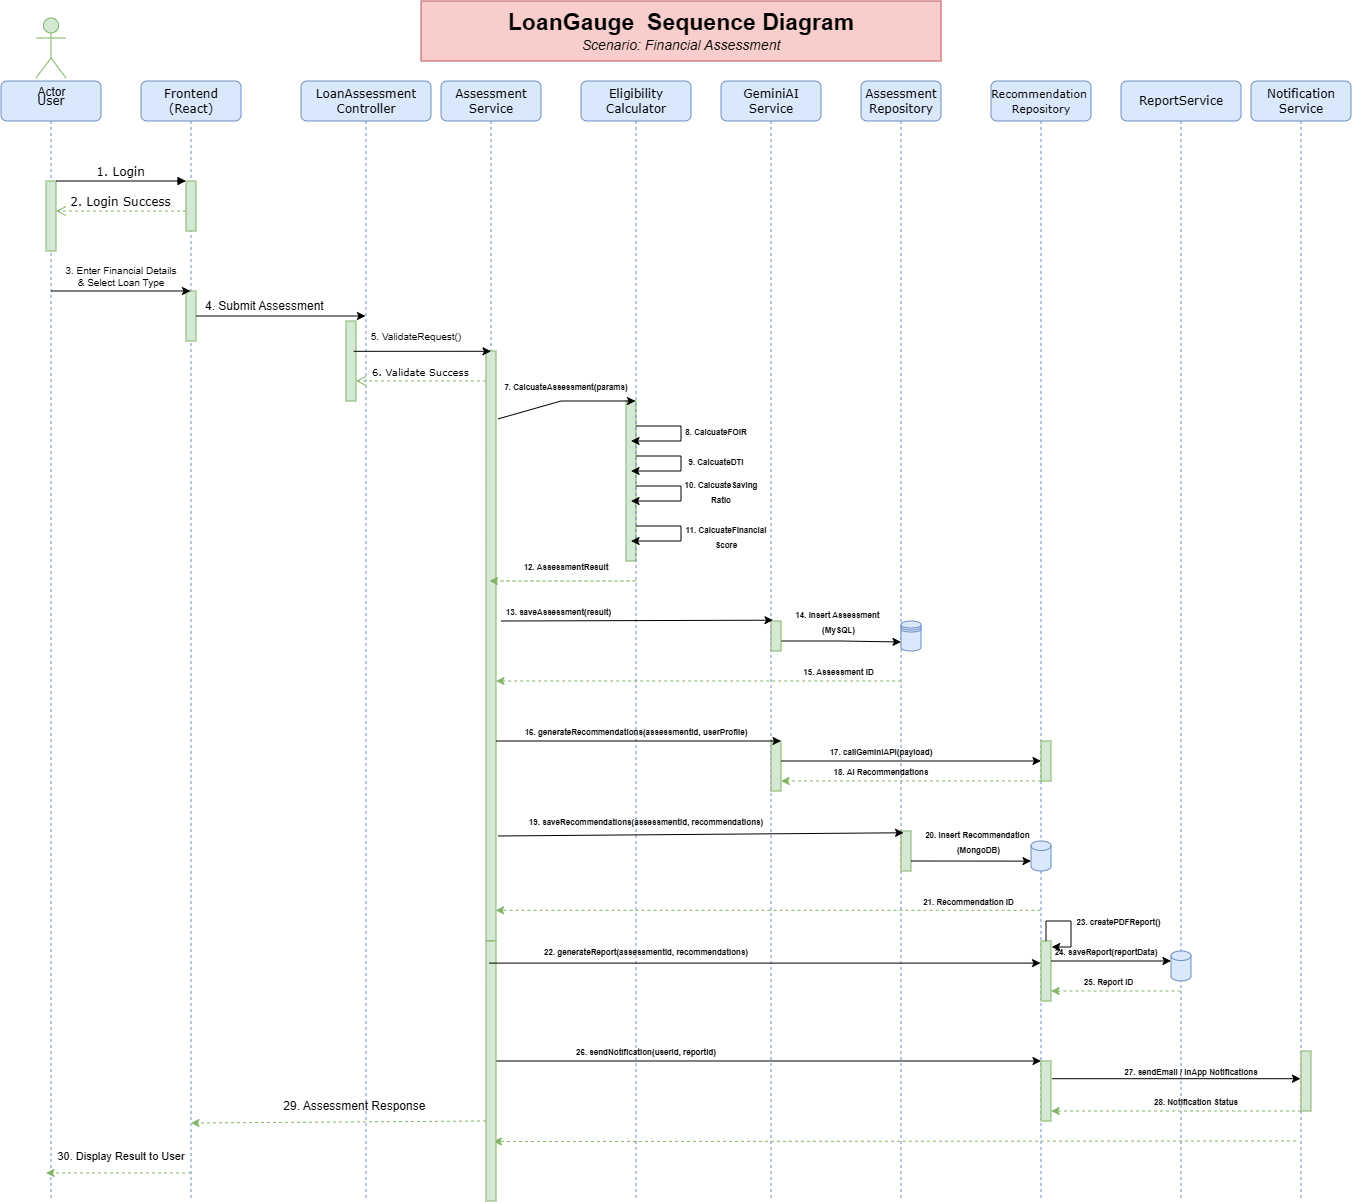 LoanGauge  Sequence Diagram
Scenario: Financial Assessment
Actor
User
Frontend
(React)
LoanAssessment
Controller
Assessment
Service
Eligibility
Calculator
GeminiAI
Service
Assessment
Repository
Recommendation
Repository
ReportService
Notification
Service
1. Login
2. Login Success
3. Enter Financial Details
& Select Loan Type
4. Submit Assessment
5. ValidateRequest()
6. Validate Success
7. CalcuateAssessment(params)
8. CalcuateFOIR
9. CalcuateDTI
10. CalcuateSaving
Ratio
11. CalcuateFinancial
Score
12. AssessmentResult
13. saveAssessment(result)
14. Insert Assessment
(MySQL)
15. Assessment ID
16. generateRecommendations(assessmentId, userProfile)
17. callGeminiAPI(payload)
18. AI Recommendations
19. saveRecommendations(assessmentId, recommendations)
20. Insert Recommendation
(MongoDB)
21. Recommendation ID
22. generateReport(assessmentId, recommendations)
23. createPDFReport()
24. saveReport(reportData)
25. Report ID
26. sendNotification(userId, reportId)
27. sendEmail / InApp Notifications
28. Notification Status
29. Assessment Response
30. Display Result to User